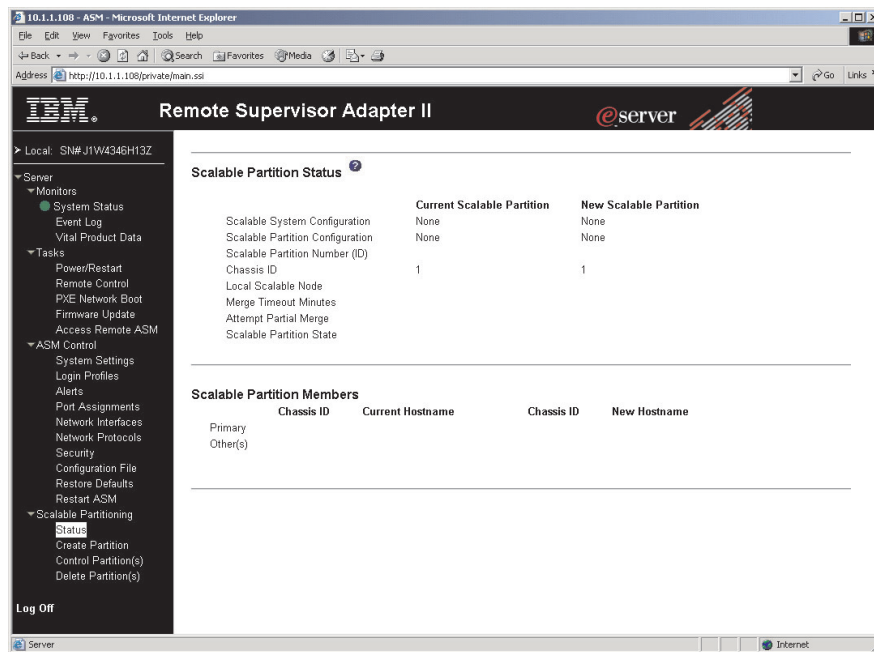 10.1.1.108 - ASM - Microsoft Internet Explorer
File Edit View Favorites Tools Help
Back Search Favorites Media
Address http://10.1.1.108/private/main.ssi Go Links
IBM. Remote Supervisor Adapter II @server
Local: SN# J1W4346H13Z
Server
Monitors
System Status
Event Log
Vital Product Data
Tasks
Power/Restart
Remote Control
PXE Network Boot
Firmware Update
Access Remote ASM
ASM Control
System Settings
Login Profiles
Alerts
Port Assignments
Network Interfaces
Network Protocols
Security
Configuration File
Restore Defaults
Restart ASM
Scalable Partitioning
Status
Create Partition
Control Partition(s)
Delete Partition(s)
Log Off
Scalable Partition Status ?
Current Scalable Partition New Scalable Partition
Scalable System Configuration None None
Scalable Partition Configuration None None
Scalable Partition Number (ID)
Chassis ID 1 1
Local Scalable Node
Merge Timeout Minutes
Attempt Partial Merge
Scalable Partition State
Scalable Partition Members
Chassis ID Current Hostname Chassis ID New Hostname
Primary
Other(s)
Server Internet